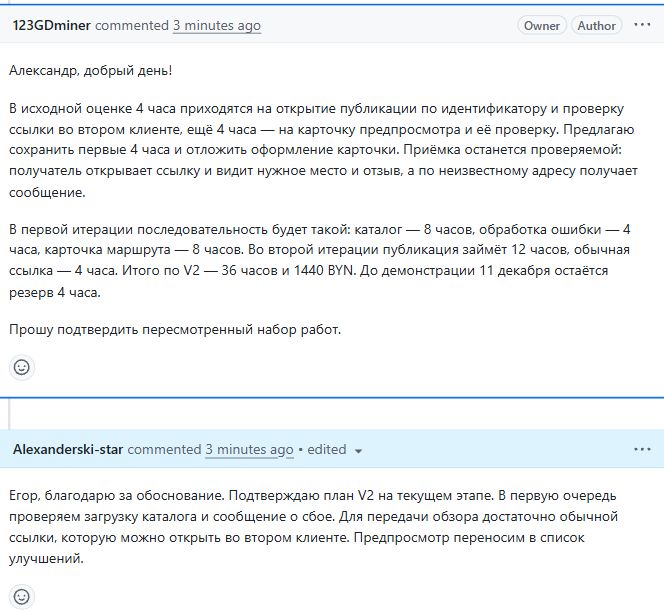 123GDminer commented 3 minutes ago Owner Author ...
Александр, добрый день!
В исходной оценке 4 часа приходятся на открытие публикации по идентификатору и проверку
ссылки во втором клиенте, ещё 4 часа — на карточку предпросмотра и её проверку. Предлагаю
сохранить первые 4 часа и отложить оформление карточки. Приёмка останется проверяемой:
получатель открывает ссылку и видит нужное место и отзыв, а по неизвестному адресу получает
сообщение.
В первой итерации последовательность будет такой: каталог — 8 часов, обработка ошибки — 4
часа, карточка маршрута — 8 часов. Во второй итерации публикация займёт 12 часов, обычная
ссылка — 4 часа. Итого по V2 — 36 часов и 1440 BYN. До демонстрации 11 декабря остаётся
резерв 4 часа.
Прошу подтвердить пересмотренный набор работ.
Alexanderski-star commented 3 minutes ago • edited ...
Егор, благодарю за обоснование. Подтверждаю план V2 на текущем этапе. В первую очередь
проверяем загрузку каталога и сообщение о сбое. Для передачи обзора достаточно обычной
ссылки, которую можно открыть во втором клиенте. Предпросмотр переносим в список
улучшений.